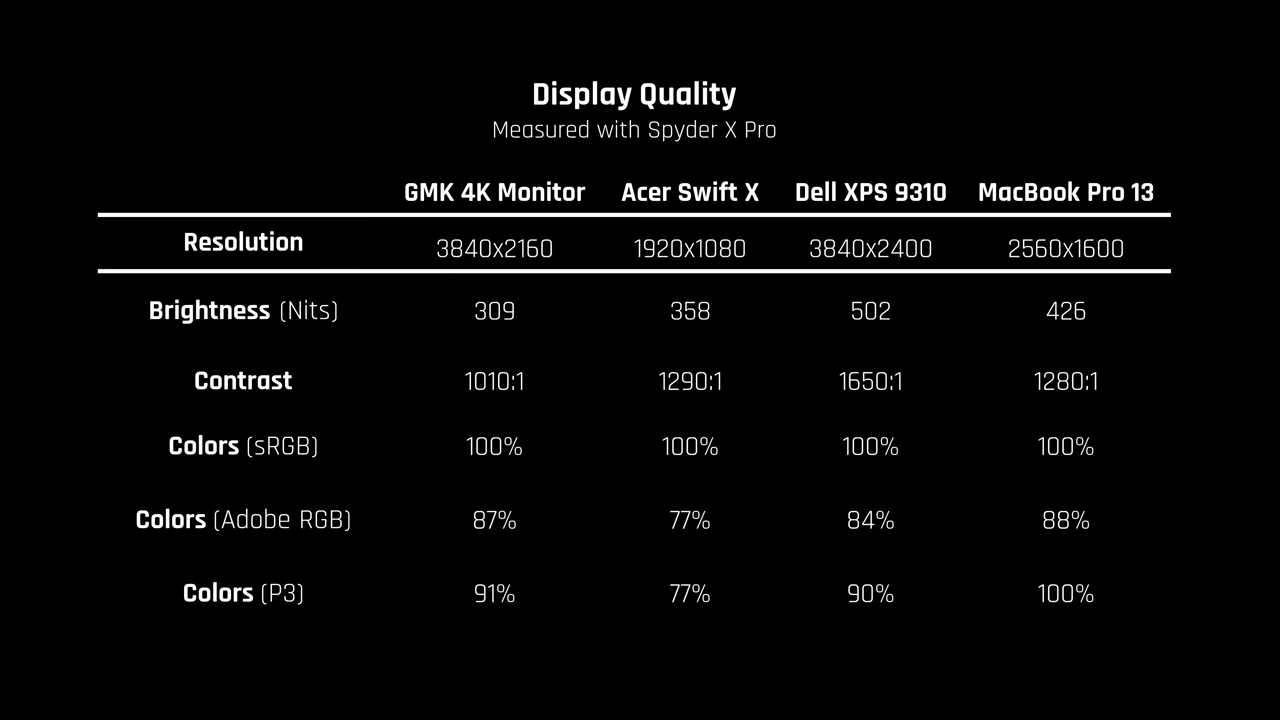 Display Quality
Measured with Spyder X Pro
GMK 4K Monitor Acer Swift X Dell XPS 9310 MacBook Pro 13
Resolution 3840x2160 1920x1080 3840x2400 2560x1600
Brightness (Nits) 309 358 502 426
Contrast 1010:1 1290:1 1650:1 1280:1
Colors (sRGB) 100% 100% 100% 100%
Colors (Adobe RGB) 87% 77% 84% 88%
Colors (P3) 91% 77% 90% 100%